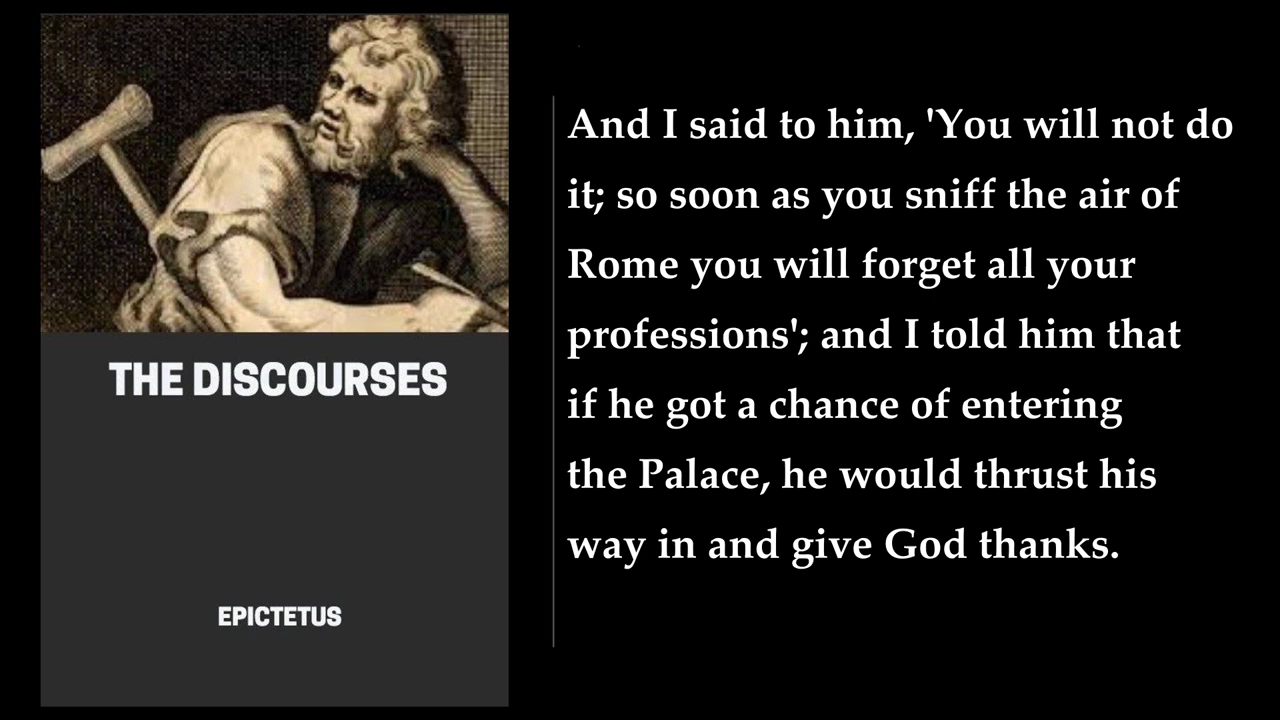 THE DISCOURSES
EPICTETUS
And I said to him, 'You will not do
it; so soon as you sniff the air of
Rome you will forget all your
professions'; and I told him that
if he got a chance of entering
the Palace, he would thrust his
way in and give God thanks.